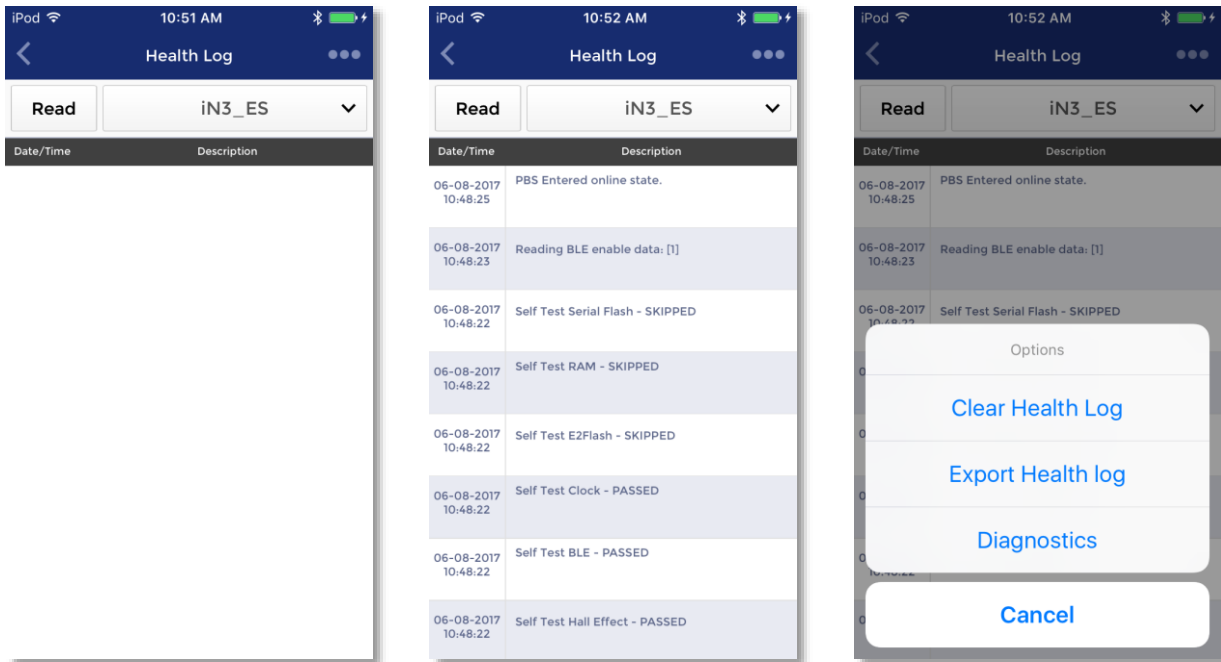 iPod 10:51 AM
Health Log
Read iN3_ES
Date/Time Description
iPod 10:52 AM
Health Log
Read iN3_ES
Date/Time Description
06-08-2017 PBS Entered online state.
10:48:25
06-08-2017 Reading BLE enable data: [1]
10:48:23
06-08-2017 Self Test Serial Flash - SKIPPED
10:48:22
06-08-2017 Self Test RAM - SKIPPED
10:48:22
06-08-2017 Self Test E2Flash - SKIPPED
10:48:22
06-08-2017 Self Test Clock - PASSED
10:48:22
06-08-2017 Self Test BLE - PASSED
10:48:22
06-08-2017 Self Test Hall Effect - PASSED
10:48:22
iPod 10:52 AM
Health Log
Read iN3_ES
Date/Time Description
06-08-2017 PBS Entered online state.
10:48:25
06-08-2017 Reading BLE enable data: [1]
10:48:23
06-08-2017 Self Test Serial Flash - SKIPPED
10:48:22
Options
Clear Health Log
Export Health log
Diagnostics
Cancel